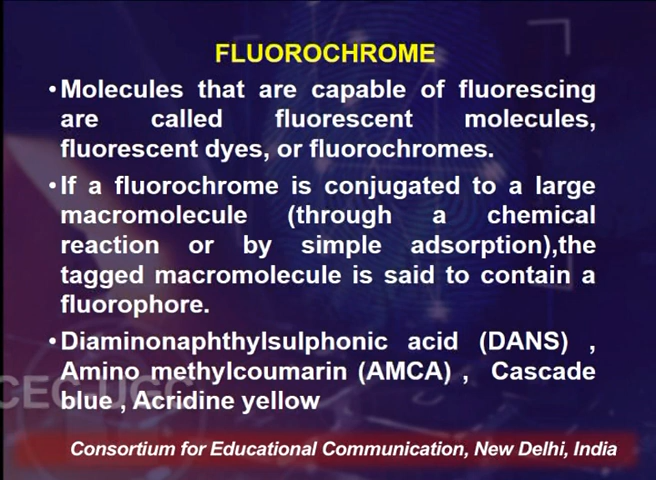 FLUOROCHROME
•Molecules that are capable of fluorescing
are called fluorescent molecules,
fluorescent dyes, or fluorochromes.
•If a fluorochrome is conjugated to a large
macromolecule (through a chemical
reaction or by simple adsorption),the
tagged macromolecule is said to contain a
fluorophore.
•Diaminonaphthylsulphonic acid (DANS) ,
Amino methylcoumarin (AMCA) , Cascade
blue , Acridine yellow
CEC-UGC
Consortium for Educational Communication, New Delhi, India